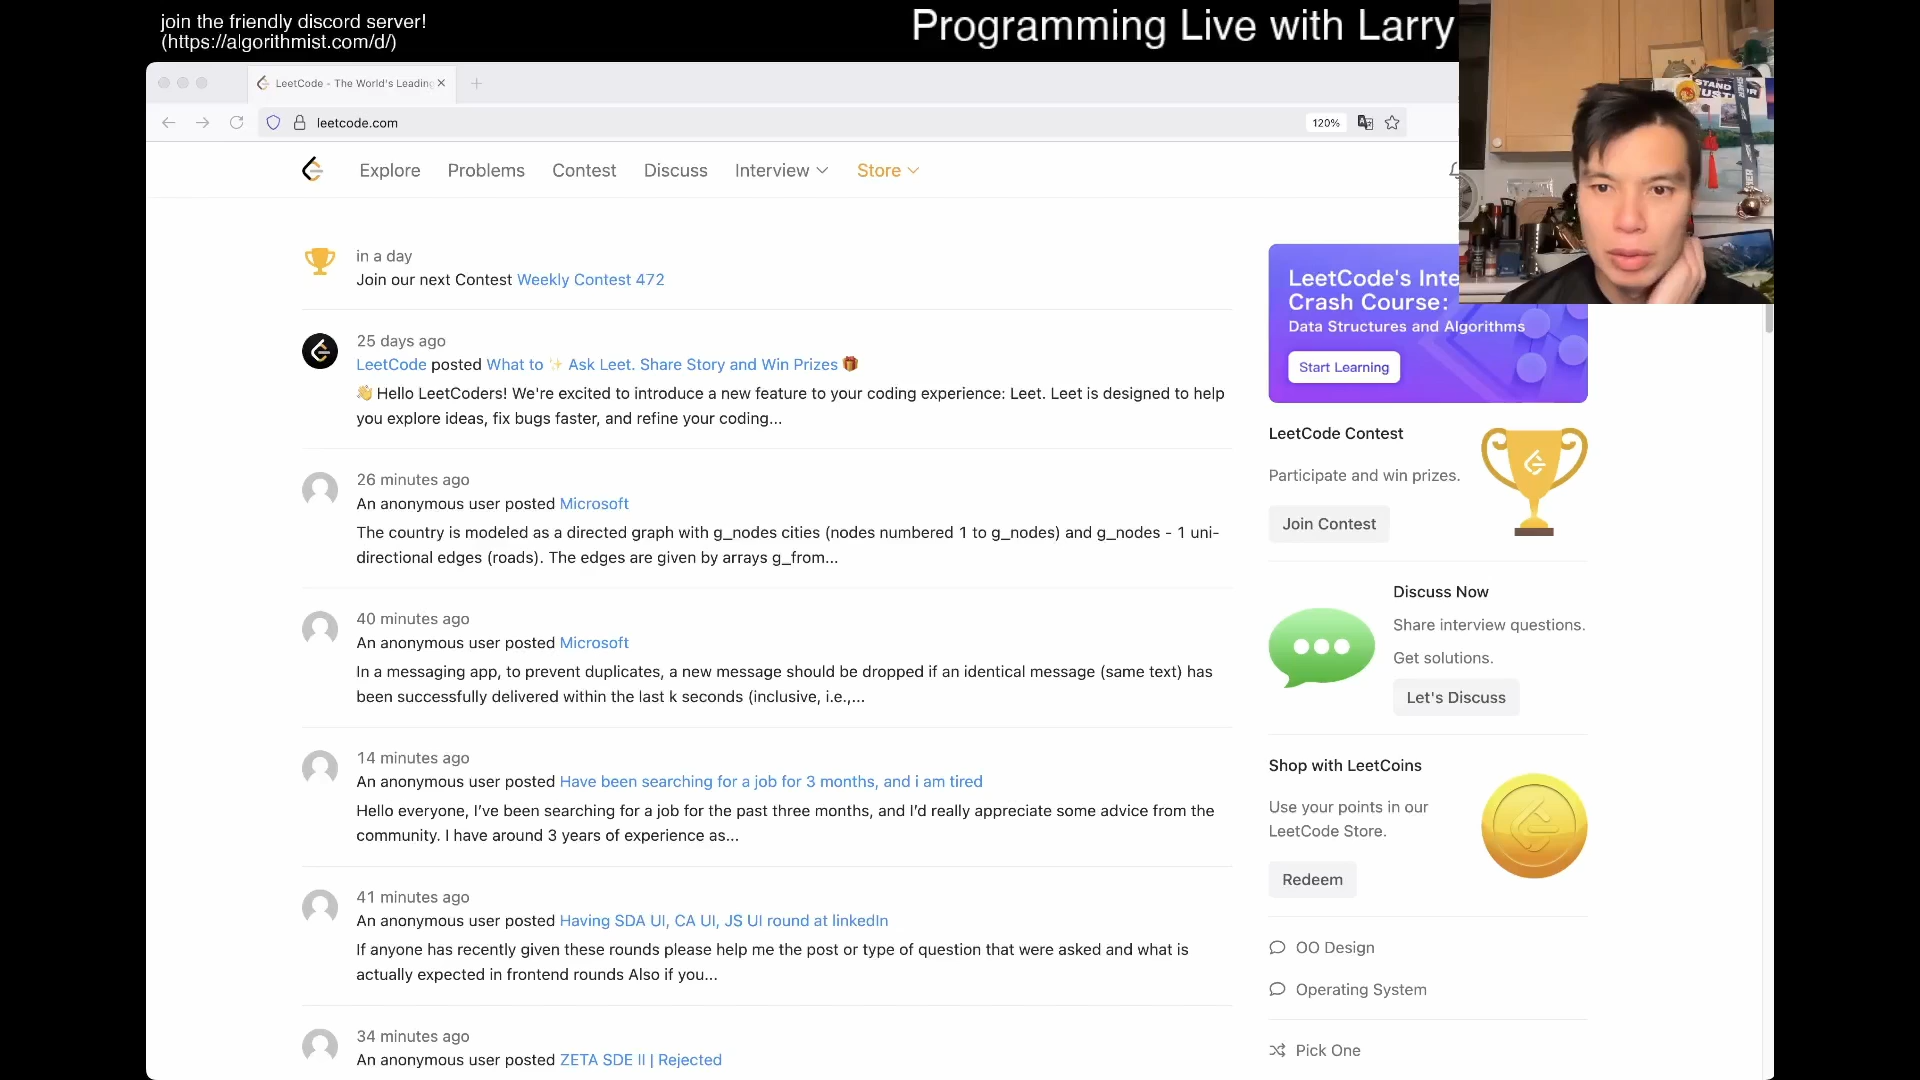 join the friendly discord server!
(https://algorithmist.com/d/)
Programming Live with Larry
LeetCode - The World's Leading
leetcode.com
120%
Explore
Problems
Contest
Discuss
Interview
Store
in a day
Join our next Contest Weekly Contest 472
25 days ago
LeetCode posted What to ✨ Ask Leet. Share Story and Win Prizes 🎁
👋 Hello LeetCoders! We're excited to introduce a new feature to your coding experience: Leet. Leet is designed to help
you explore ideas, fix bugs faster, and refine your coding...
26 minutes ago
An anonymous user posted Microsoft
The country is modeled as a directed graph with g_nodes cities (nodes numbered 1 to g_nodes) and g_nodes - 1 uni-
directional edges (roads). The edges are given by arrays g_from...
40 minutes ago
An anonymous user posted Microsoft
In a messaging app, to prevent duplicates, a new message should be dropped if an identical message (same text) has
been successfully delivered within the last k seconds (inclusive, i.e.,...
14 minutes ago
An anonymous user posted Have been searching for a job for 3 months, and i am tired
Hello everyone, I’ve been searching for a job for the past three months, and I’d really appreciate some advice from the
community. I have around 3 years of experience as...
41 minutes ago
An anonymous user posted Having SDA UI, CA UI, JS UI round at linkedIn
If anyone has recently given these rounds please help me the post or type of question that were asked and what is
actually expected in frontend rounds Also if you...
34 minutes ago
An anonymous user posted ZETA SDE II | Rejected
LeetCode's Inte
Crash Course:
Data Structures and Algorithms
Start Learning
LeetCode Contest
Participate and win prizes.
Join Contest
Discuss Now
Share interview questions.
Get solutions.
Let's Discuss
Shop with LeetCoins
Use your points in our
LeetCode Store.
Redeem
OO Design
Operating System
Pick One
STAND